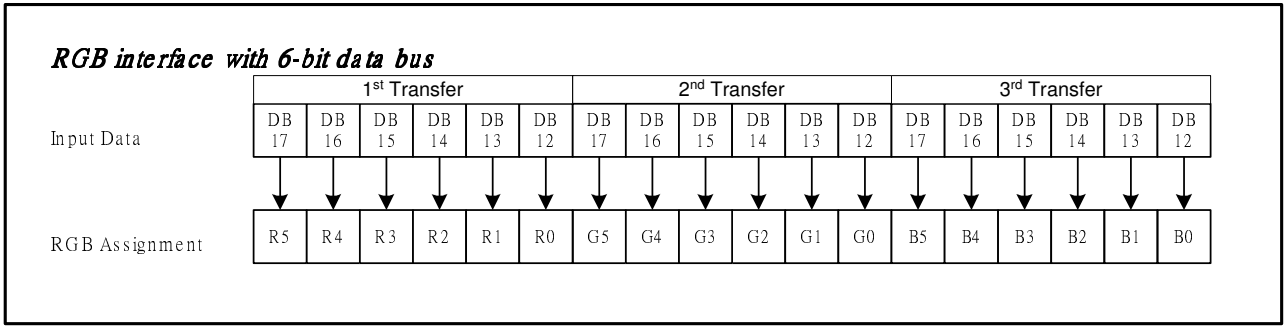 RGB interface with 6-bit data bus
1st Transfer 2nd Transfer 3rd Transfer
Input Data DB 17 DB 16 DB 15 DB 14 DB 13 DB 12 DB 17 DB 16 DB 15 DB 14 DB 13 DB 12 DB 17 DB 16 DB 15 DB 14 DB 13 DB 12
RGB Assignment R5 R4 R3 R2 R1 R0 G5 G4 G3 G2 G1 G0 B5 B4 B3 B2 B1 B0